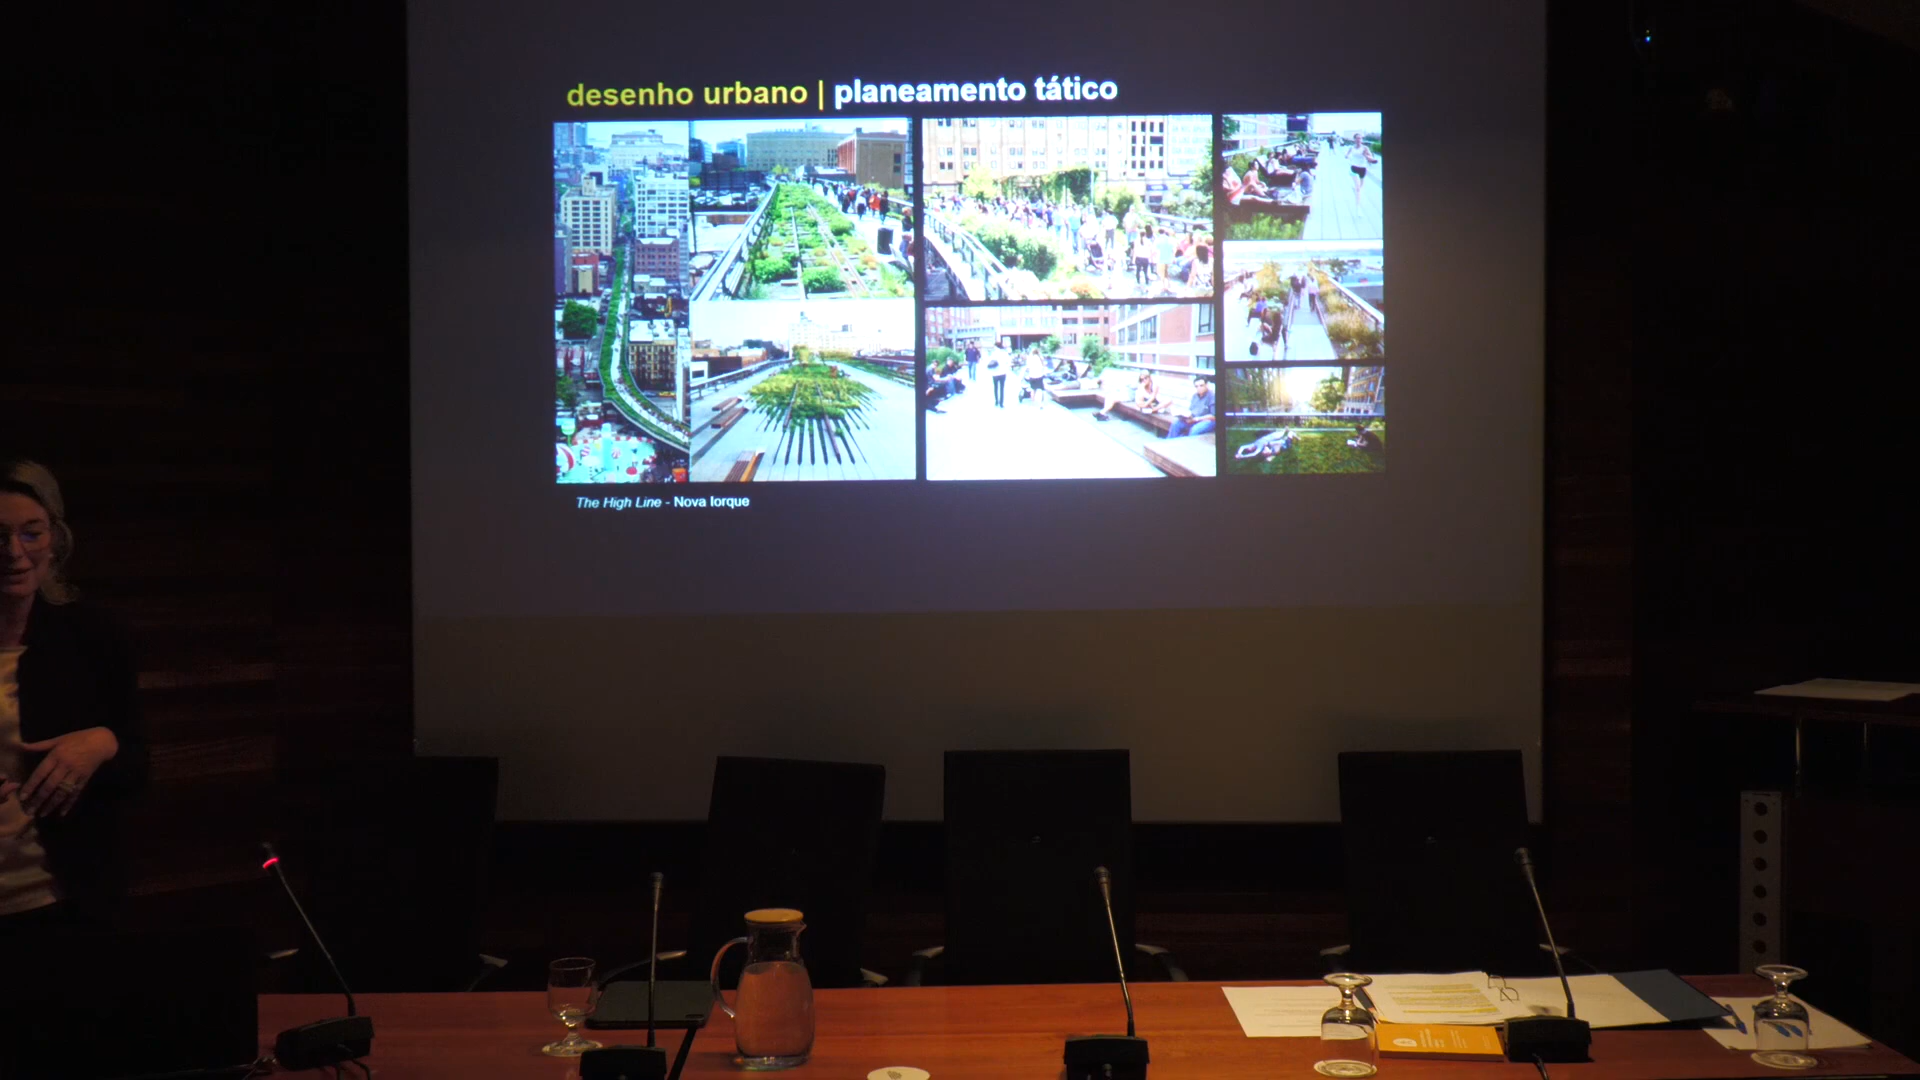 desenho urbano | planeamento tático
The High Line - Nova Iorque